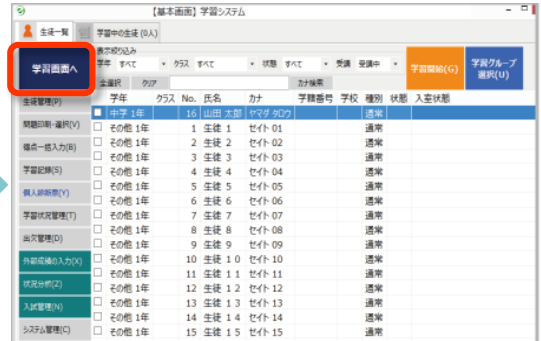 【基本画面】学習システム
生徒一覧
学習中の生徒 (0人)
学習画面へ
表示絞り込み
学年 すべて クラス すべて 状態 すべて 受講 受講中
学習開始(G)
学習グループ
選択(U)
全選択 クリア カナ検索
学年 クラス No. 氏名 カナ 学籍番号 学校 種別 状態 入室状態
中学 1年 16 山田 太郎 ヤマダ タロウ 通常
その他 1年 1 生徒 1 セイト 01 通常
その他 1年 2 生徒 2 セイト 02 通常
その他 1年 3 生徒 3 セイト 03 通常
その他 1年 4 生徒 4 セイト 04 通常
その他 1年 5 生徒 5 セイト 05 通常
その他 1年 6 生徒 6 セイト 06 通常
その他 1年 7 生徒 7 セイト 07 通常
その他 1年 8 生徒 8 セイト 08 通常
その他 1年 9 生徒 9 セイト 09 通常
その他 1年 10 生徒 10 セイト 10 通常
その他 1年 11 生徒 11 セイト 11 通常
その他 1年 12 生徒 12 セイト 12 通常
その他 1年 13 生徒 13 セイト 13 通常
その他 1年 14 生徒 14 セイト 14 通常
その他 1年 15 生徒 15 セイト 15 通常
生徒管理(P)
問題印刷・選択(V)
得点一括入力(B)
学習記録(S)
個人診断票(Y)
学習状況管理(T)
出欠管理(D)
外部成績の入力(X)
状況分析(Z)
入試管理(N)
システム管理(C)